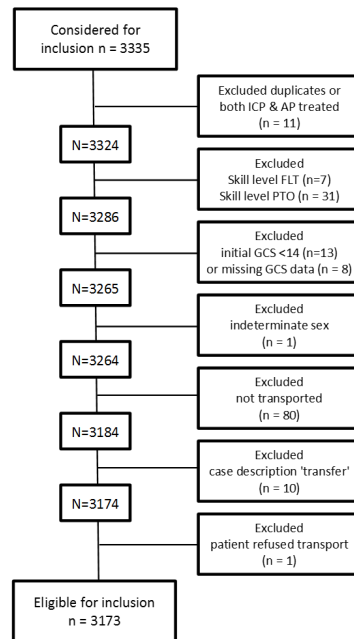 Considered for
inclusion n = 3335
Excluded duplicates or
both ICP & AP treated
(n = 11)
N=3324
Excluded
Skill level FLT (n=7)
Skill level PTO (n = 31)
N=3286
Excluded
initial GCS <14 (n=13)
or missing GCS data (n = 8)
N=3265
Excluded
indeterminate sex
(n = 1)
N=3264
Excluded
not transported
(n = 80)
N=3184
Excluded
case description 'transfer'
(n = 10)
N=3174
Excluded
patient refused transport
(n = 1)
Eligible for inclusion
n = 3173